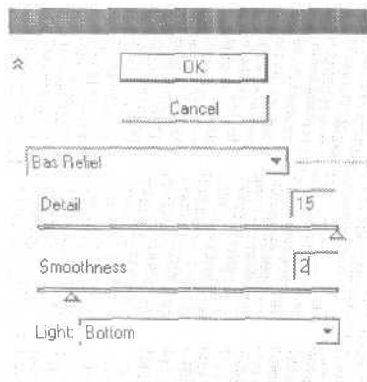 OK
Cancel
Bas Relief
Detail 15
Smoothness 2
Light: Bottom